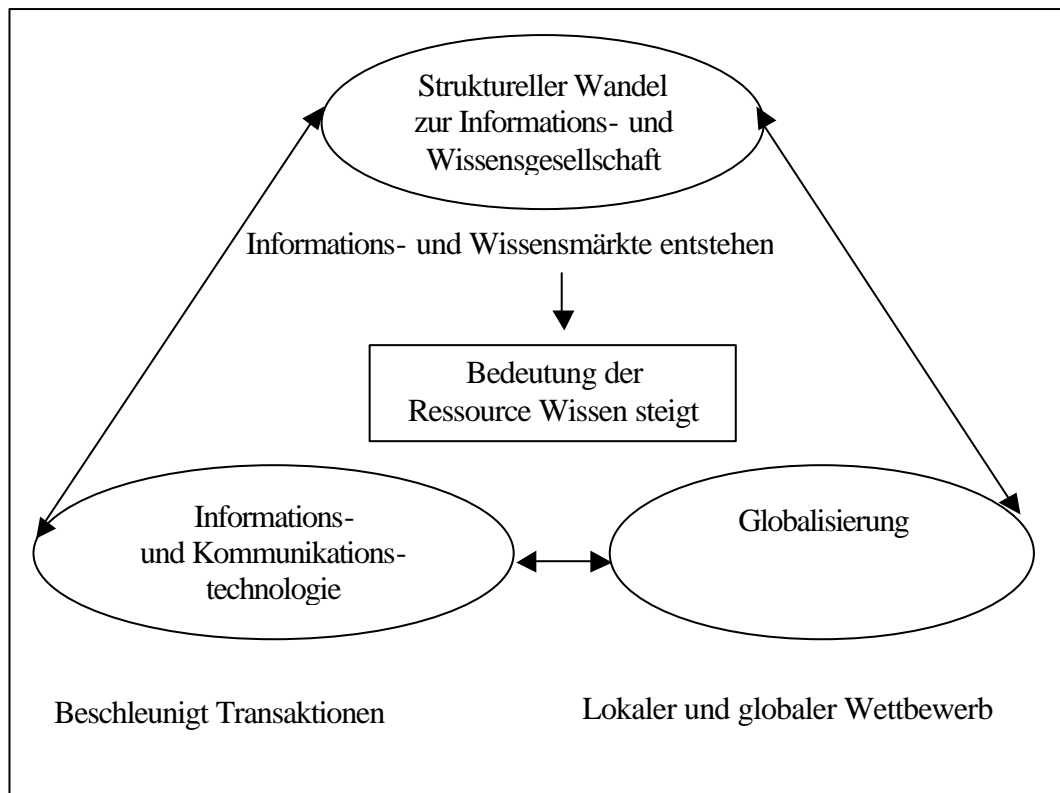 Struktureller Wandel
zur Informations- und
Wissensgesellschaft
Informations- und Wissensmärkte entstehen
Bedeutung der
Ressource Wissen steigt
Informations-
und Kommunikations-
technologie
Globalisierung
Beschleunigt Transaktionen
Lokaler und globaler Wettbewerb